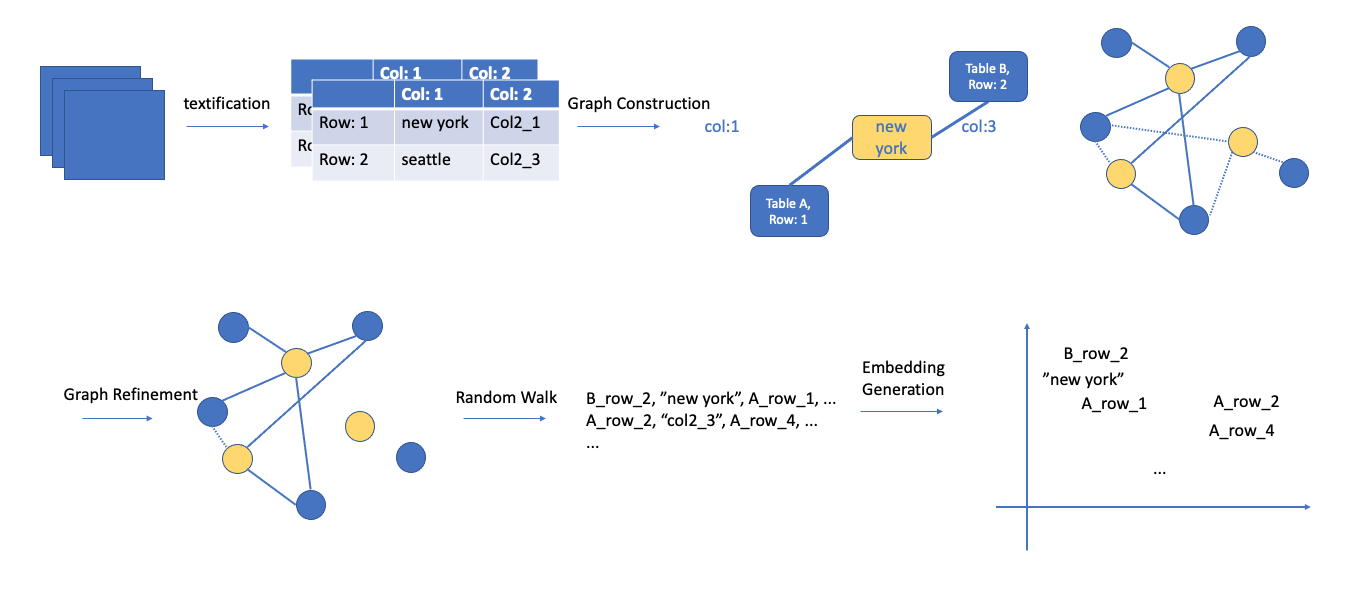 textification
Col: 1 Col: 2
Col: 1 Col: 2
Row: 1 new york Col2_1
Row: 2 seattle Col2_3
Ro
Ro
Graph Construction
col:1
Table A,
Row: 1
new
york
Table B,
Row: 2
col:3
Graph Refinement
Random Walk
B_row_2, ”new york”, A_row_1, ...
A_row_2, “col2_3”, A_row_4, ...
...
Embedding
Generation
B_row_2
”new york”
A_row_1
A_row_2
A_row_4
...